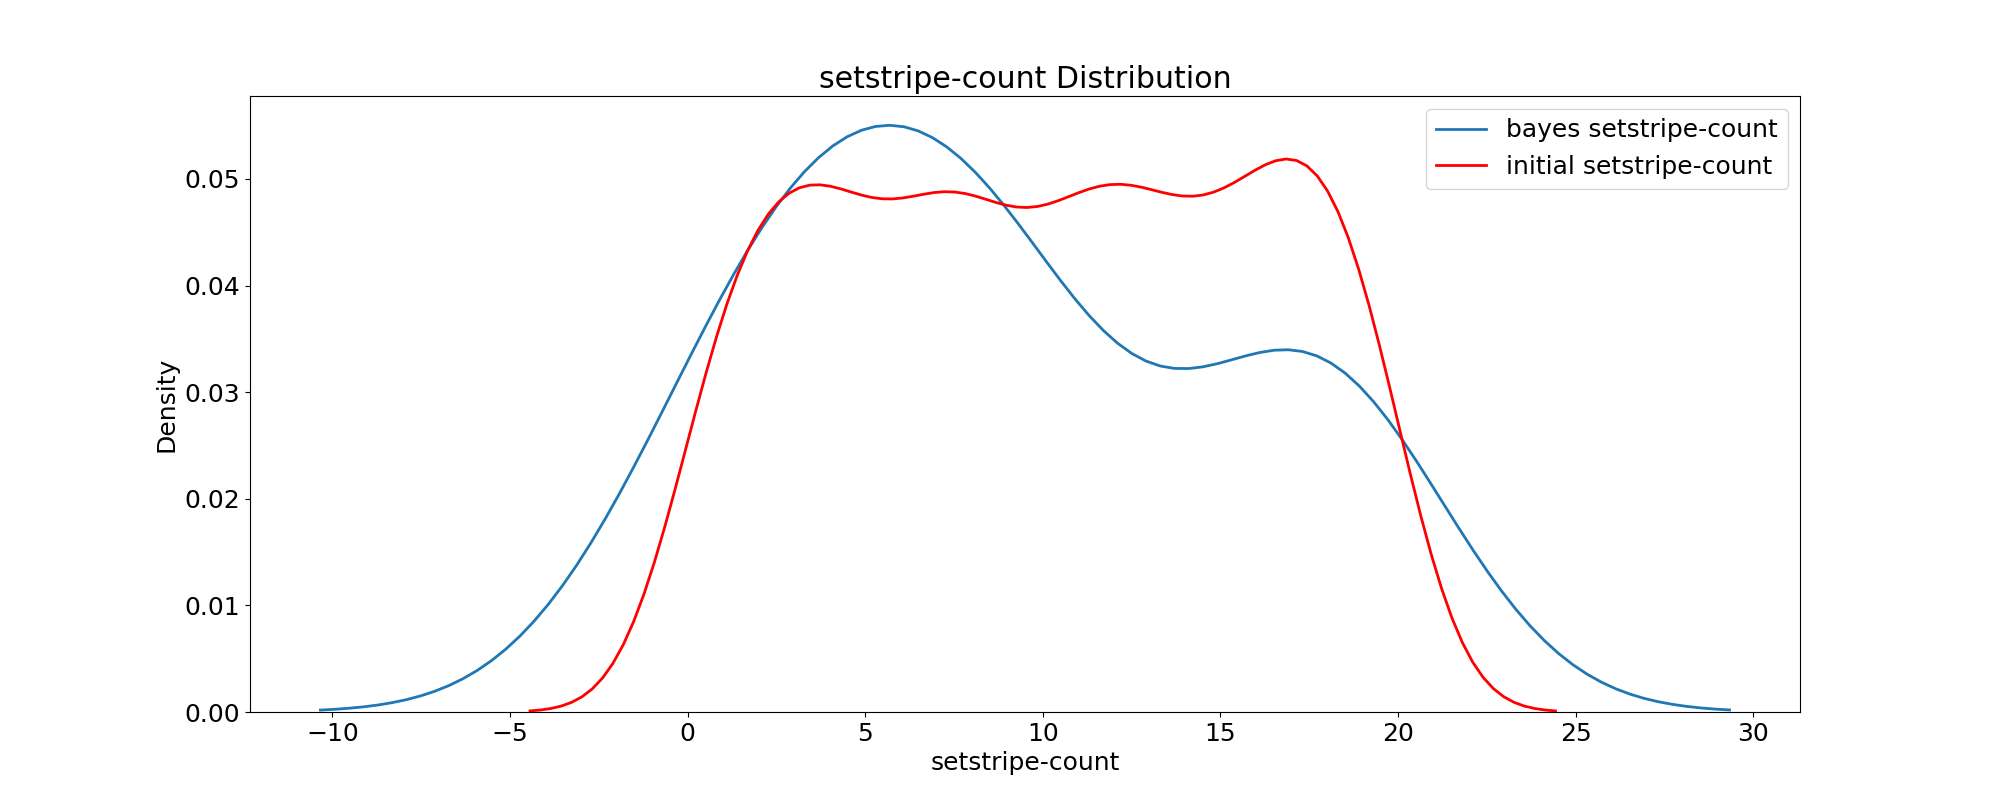 setstripe-count Distribution
bayes setstripe-count
initial setstripe-count
Density
0.05
0.04
0.03
0.02
0.01
0.00
−10 −5 0 5 10 15 20 25 30
setstripe-count